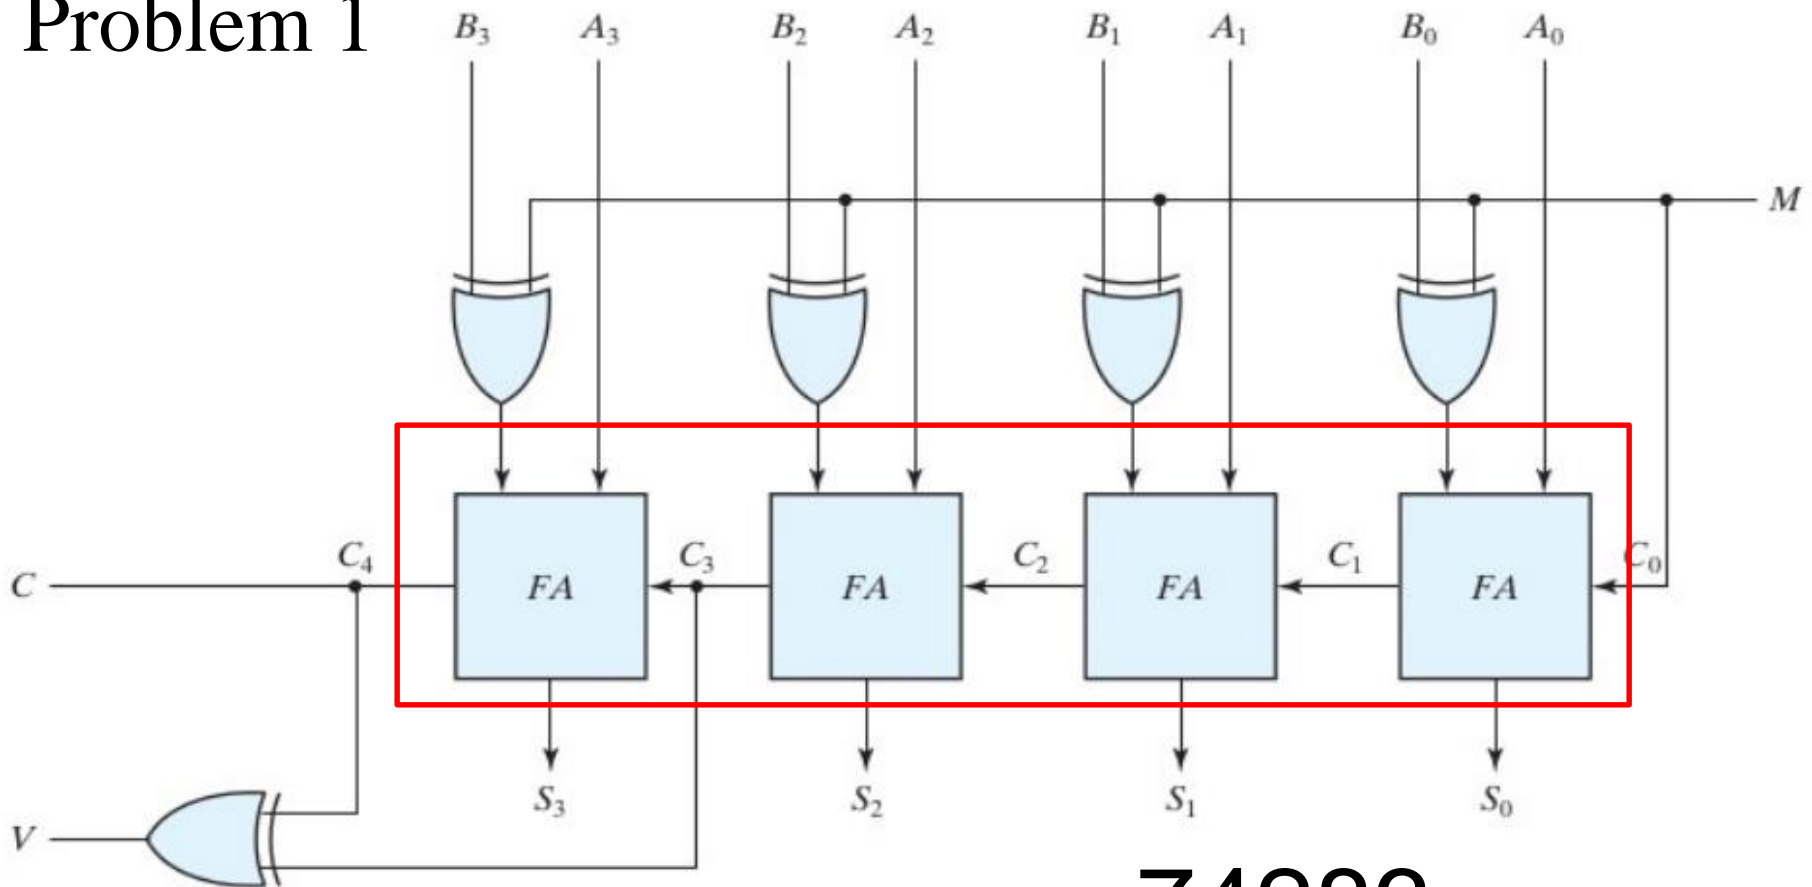 Problem 1
B₃ A₃ B₂ A₂ B₁ A₁ B₀ A₀
M
C₄ C₃ C₂ C₁ C₀
C FA FA FA FA
S₃ S₂ S₁ S₀
V